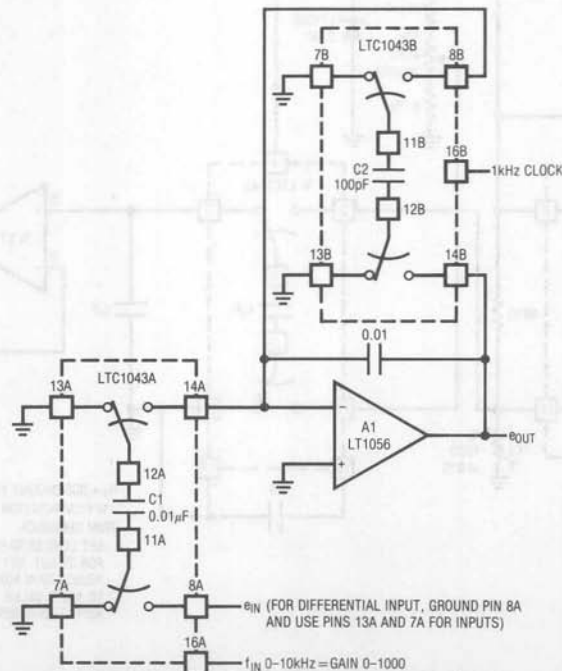 LTC1043B
7B
8B
11B
16B
C2
100pF
1kHz CLOCK
12B
13B
14B
0.01
LTC1043A
13A
14A
−
A1
LT1056
+
eOUT
12A
C1
0.01µF
11A
7A
8A
eIN (FOR DIFFERENTIAL INPUT, GROUND PIN 8A
AND USE PINS 13A AND 7A FOR INPUTS)
16A
fIN 0–10kHz = GAIN 0–1000